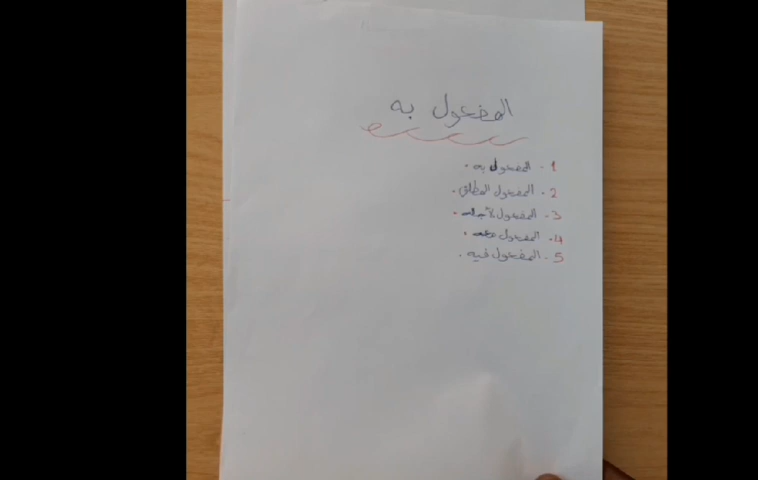 المفعول به
1 - المفعول به .
2 - المفعول المطلق .
3 - المفعول لأجله .
4 - المفعول معه .
5 - المفعول فيه .